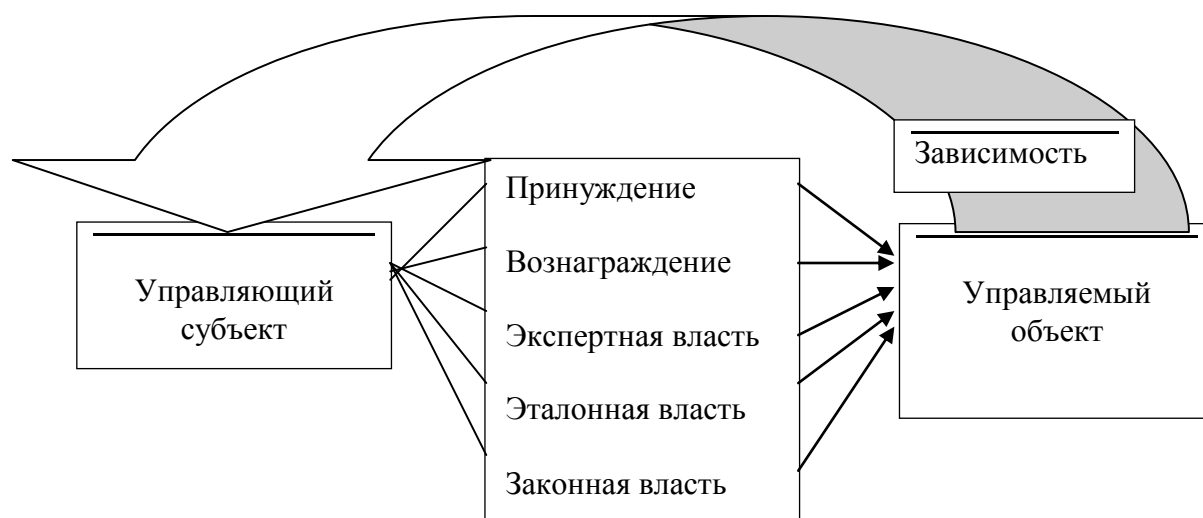 Зависимость
Управляющий
субъект
Принуждение
Вознаграждение
Экспертная власть
Эталонная власть
Законная власть
Управляемый
объект